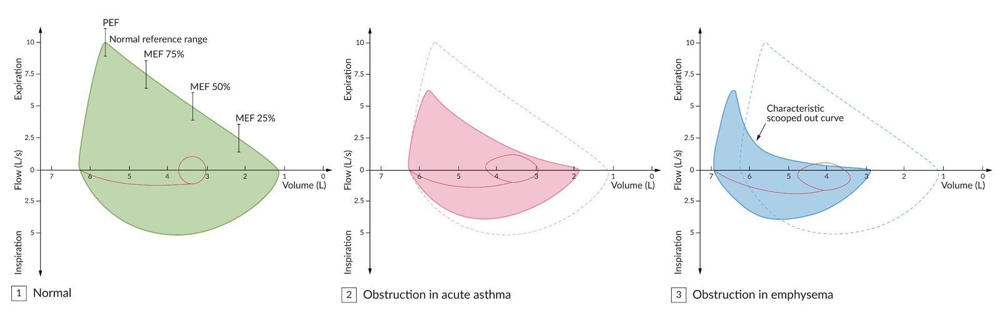 PEF
Normal reference range
MEF 75%
MEF 50%
MEF 25%
10
7.5
5
2.5
0
2.5
5
7 6 5 4 3 2 1 0
Volume (L)
Expiration
Flow (L/s)
Inspiration
1 Normal
10
7.5
5
2.5
0
2.5
5
7 6 5 4 3 2 1 0
Volume (L)
Expiration
Flow (L/s)
Inspiration
2 Obstruction in acute asthma
Characteristic
scooped out curve
10
7.5
5
2.5
0
2.5
5
7 6 5 4 3 2 1 0
Volume (L)
Expiration
Flow (L/s)
Inspiration
3 Obstruction in emphysema